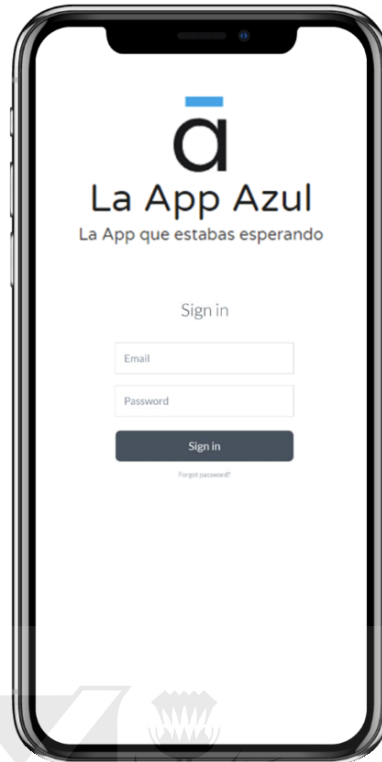 ā
La App Azul
La App que estabas esperando
Sign in
Email
Password
Sign in
Forgot password?